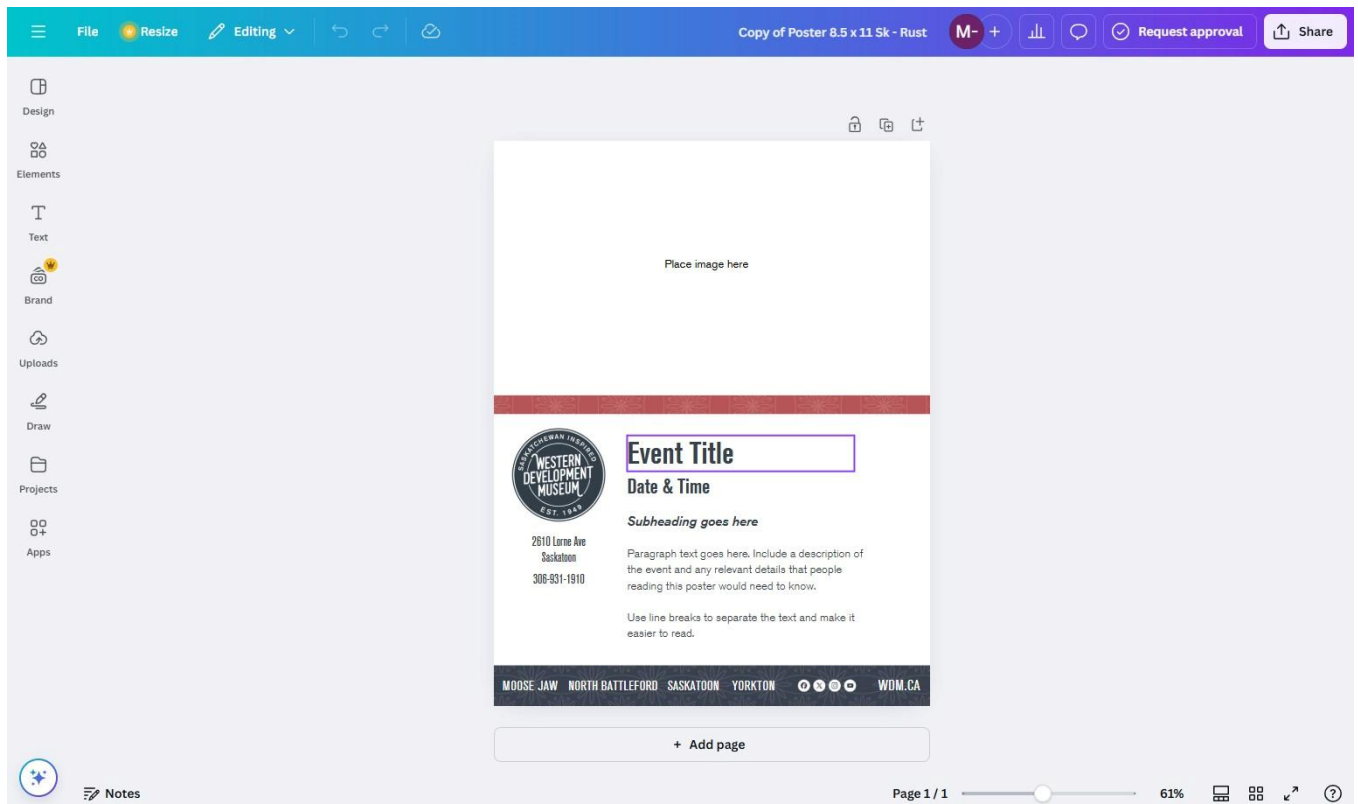 File
Resize
Editing
Copy of Poster 8.5 x 11 Sk - Rust
M-
+
Request approval
Share
Design
Elements
Text
Brand
Uploads
Draw
Projects
Apps
Place image here
SASKATCHEWAN INSPIRED
WESTERN
DEVELOPMENT
MUSEUM
EST. 1949
2610 Lorne Ave
Saskatoon
306-931-1910
Event Title
Date & Time
Subheading goes here
Paragraph text goes here. Include a description of
the event and any relevant details that people
reading this poster would need to know.
Use line breaks to separate the text and make it
easier to read.
MOOSE JAW NORTH BATTLEFORD SASKATOON YORKTON WDM.CA
+ Add page
Notes
Page 1 / 1
61%